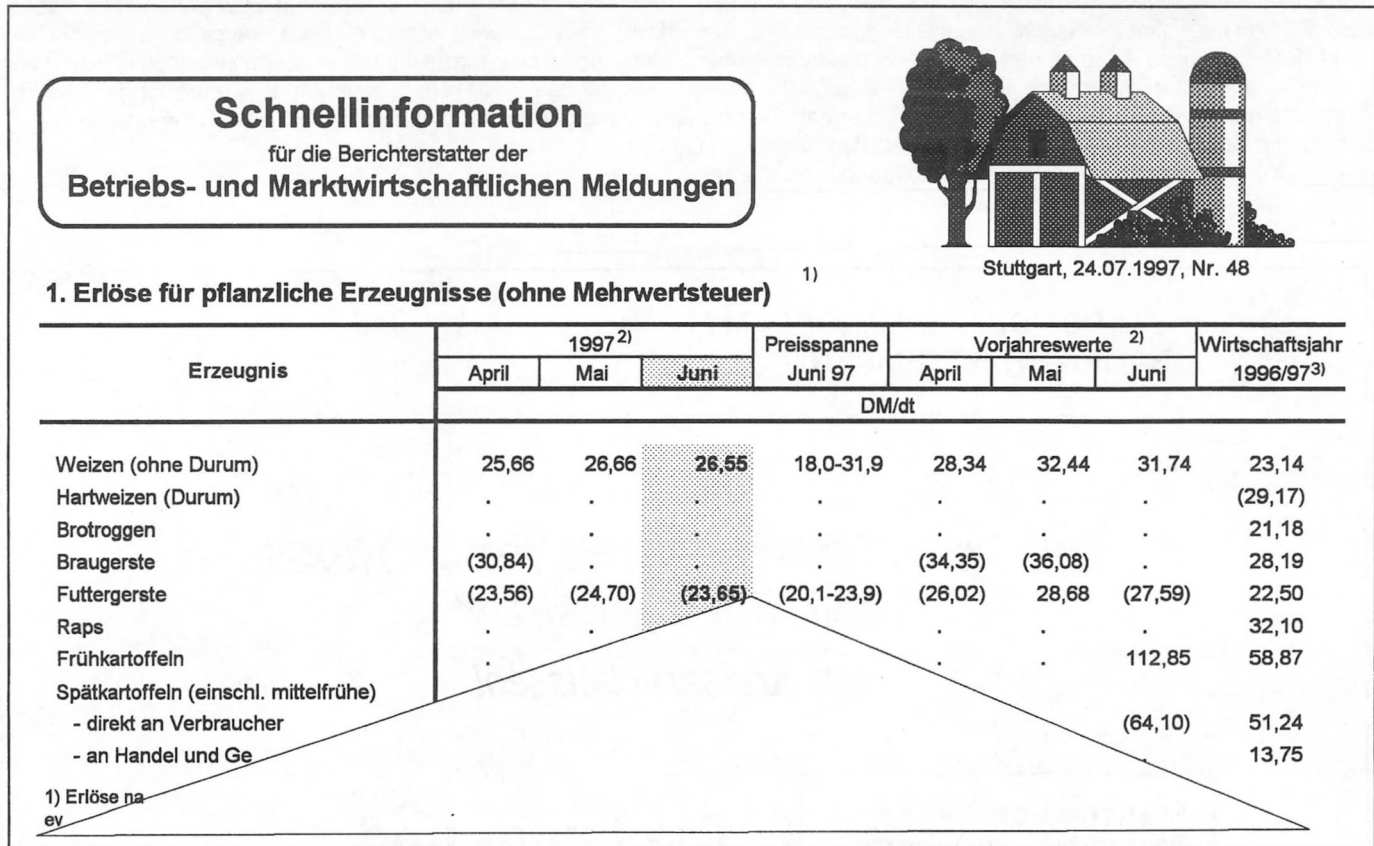 Schnellinformation
für die Berichterstatter der
Betriebs- und Marktwirtschaftlichen Meldungen
Stuttgart, 24.07.1997, Nr. 48
1. Erlöse für pflanzliche Erzeugnisse (ohne Mehrwertsteuer) 1)
Erzeugnis 1997 2) Preisspanne Vorjahreswerte 2) Wirtschaftsjahr
April Mai Juni Juni 97 April Mai Juni 1996/97 3)
DM/dt
Weizen (ohne Durum) 25,66 26,66 26,55 18,0-31,9 28,34 32,44 31,74 23,14
Hartweizen (Durum) . . . . . . . (29,17)
Brotroggen . . . . . . . 21,18
Braugerste (30,84) . . . (34,35) (36,08) . 28,19
Futtergerste (23,56) (24,70) (23,65) (20,1-23,9) (26,02) 28,68 (27,59) 22,50
Raps . . . . . 32,10
Frühkartoffeln . . . 112,85 58,87
Spätkartoffeln (einschl. mittelfrühe)
- direkt an Verbraucher (64,10) 51,24
- an Handel und Ge . 13,75
1) Erlöse na
ev